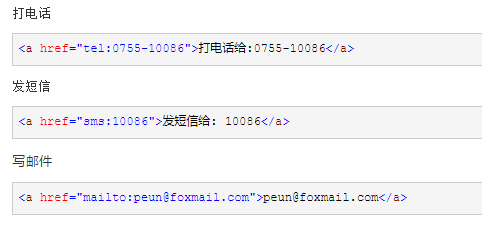 打电话
<a href="tel:0755-10086">打电话给:0755-10086</a>
发短信
<a href="sms:10086">发短信给: 10086</a>
写邮件
<a href="mailto:peun@foxmail.com">peun@foxmail.com</a>